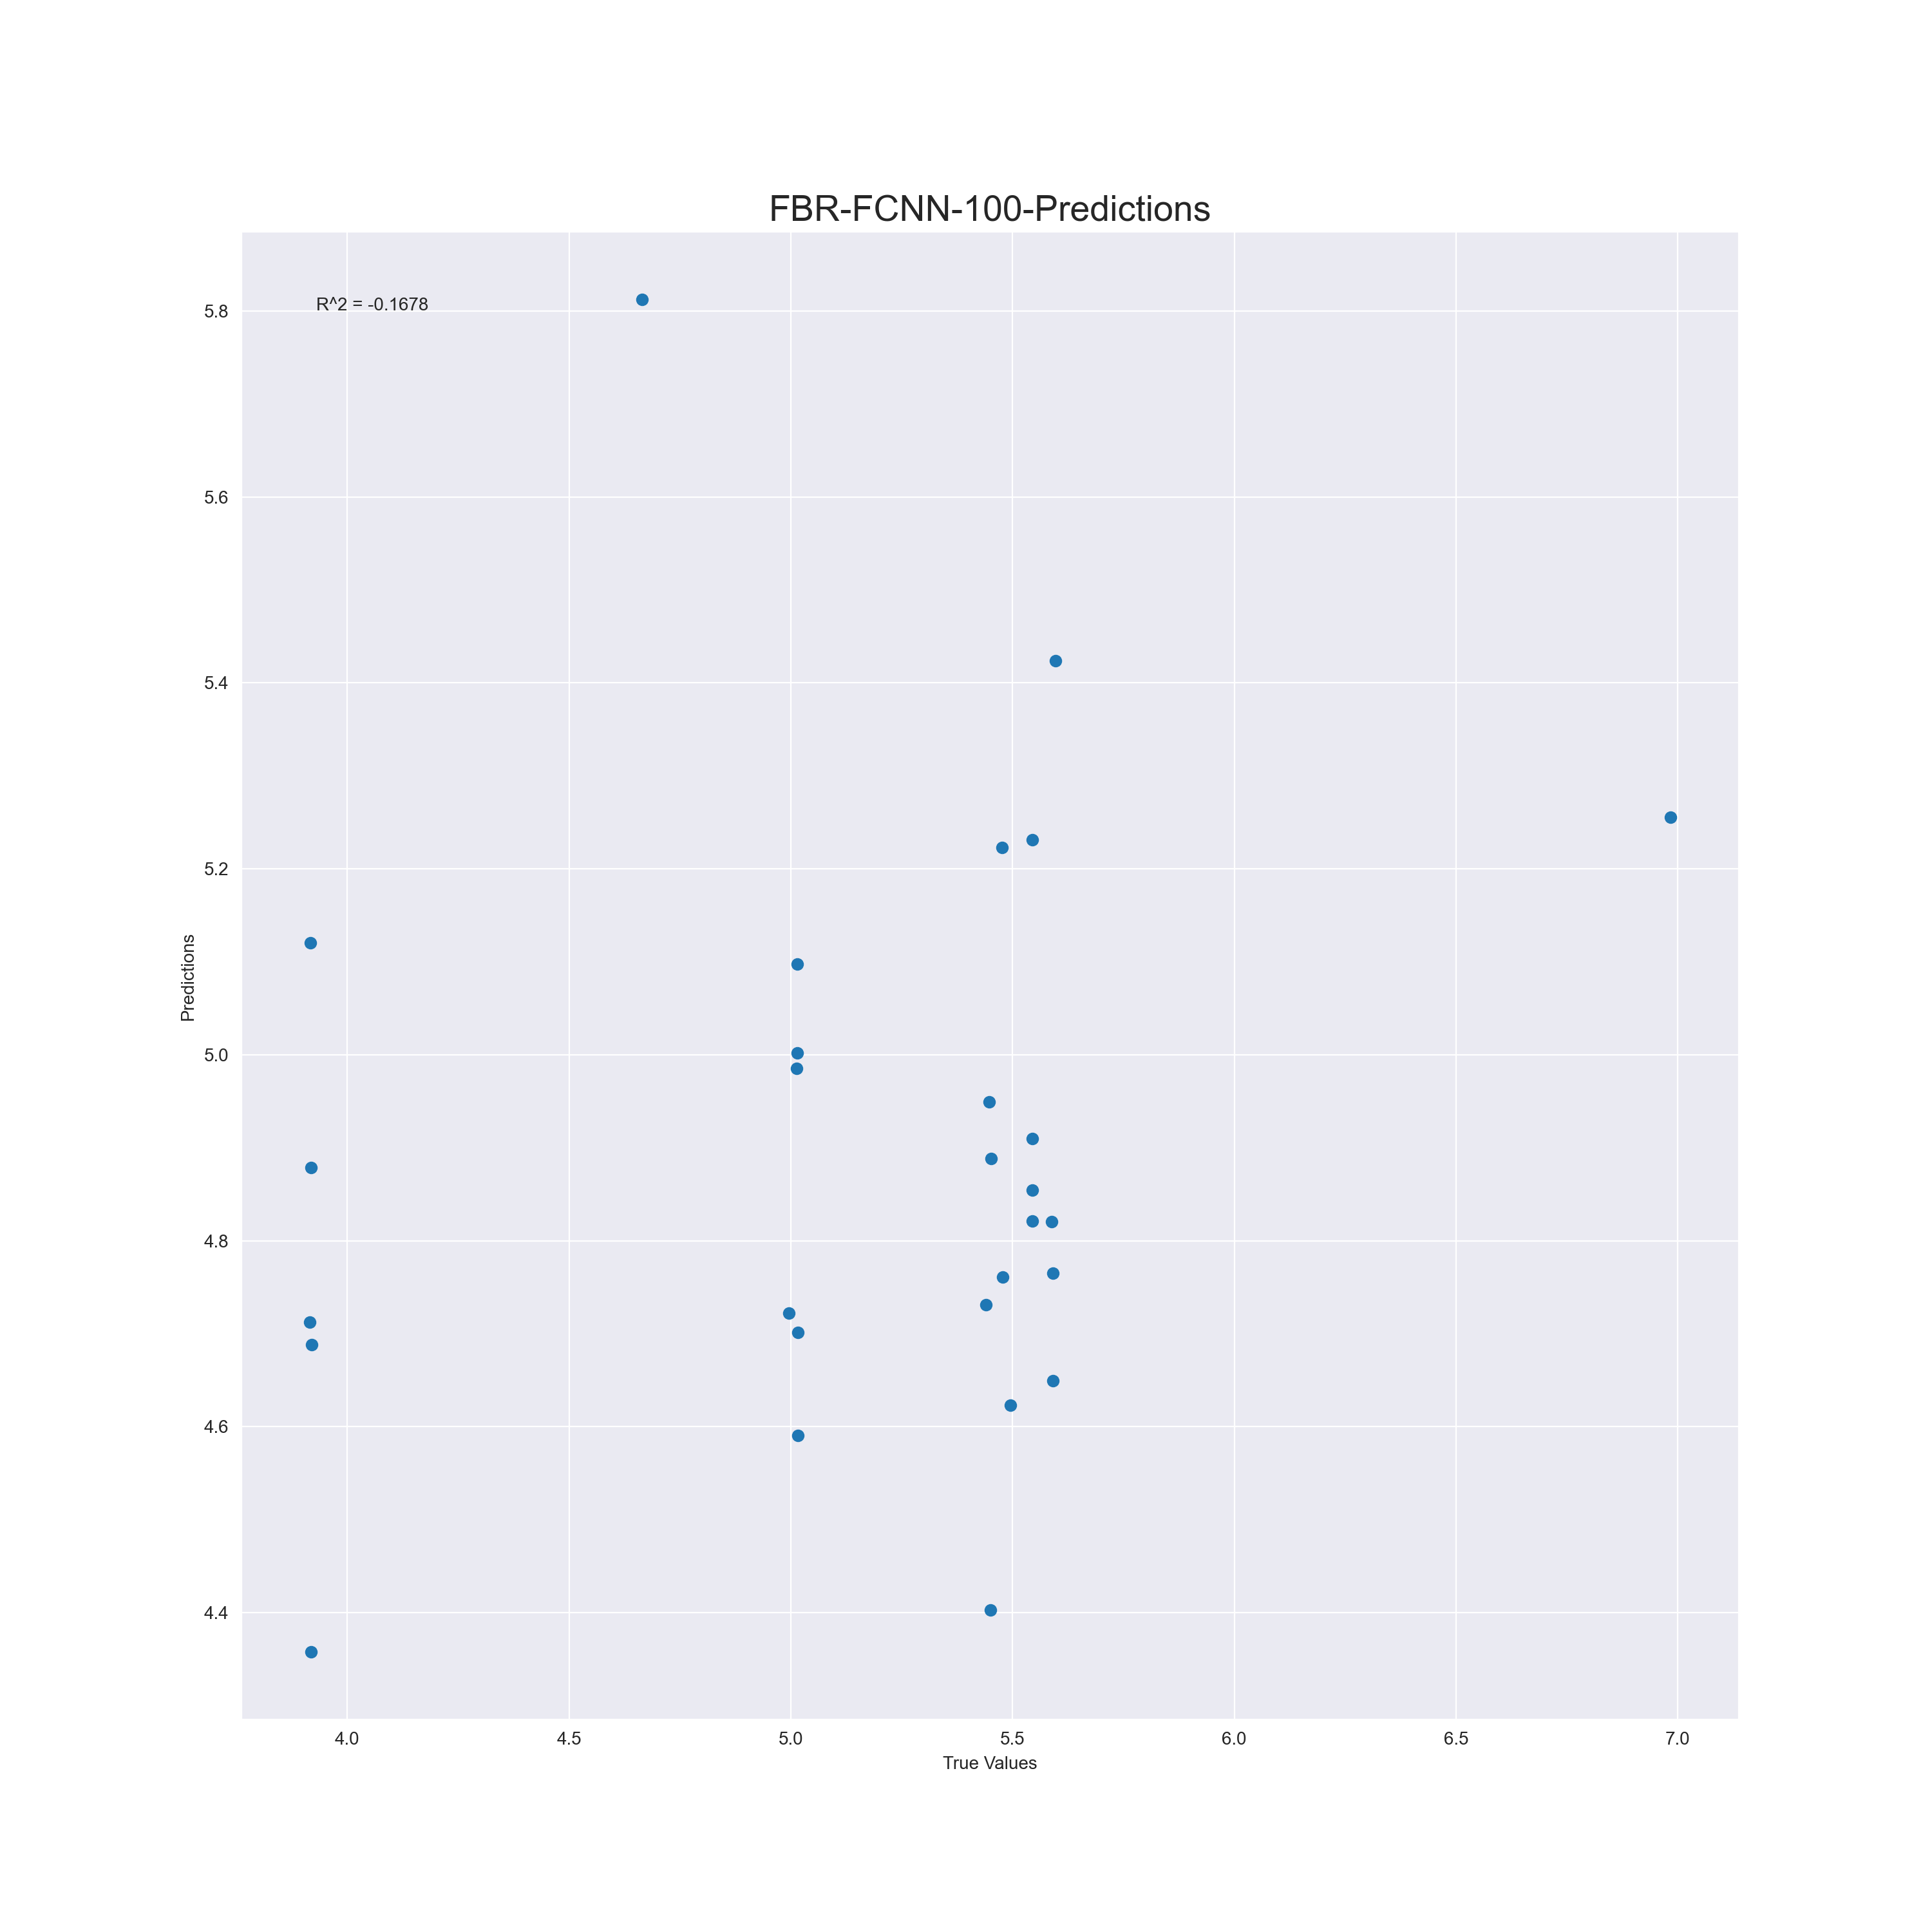 FBR-FCNN-100-Predictions
R^2 = -0.1678
5.8
5.6
5.4
5.2
5.0
4.8
4.6
4.4
Predictions
4.0 4.5 5.0 5.5 6.0 6.5 7.0
True Values